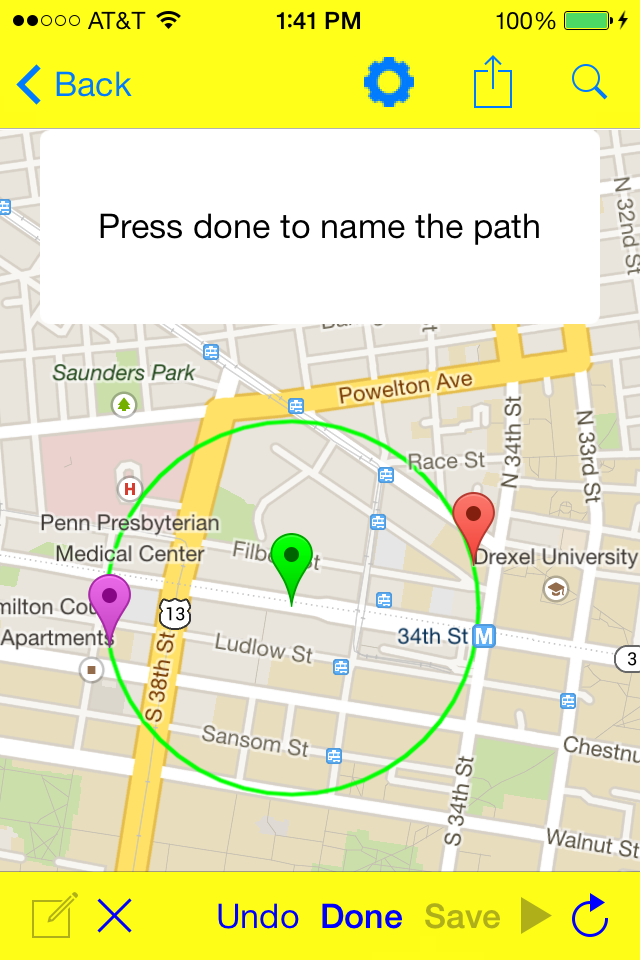 AT&T 1:41 PM 100%
Back
Press done to name the path
N 32nd St
Saunders Park
Powelton Ave
N 34th St
N 33rd St
Race St
H
Penn Presbyterian
Medical Center
Drexel University
milton Cou
Apartments
13
34th St M
3
Ludlow St
S 38th St
Sansom St
Chestnu
S 34th St
Walnut St
Undo Done Save